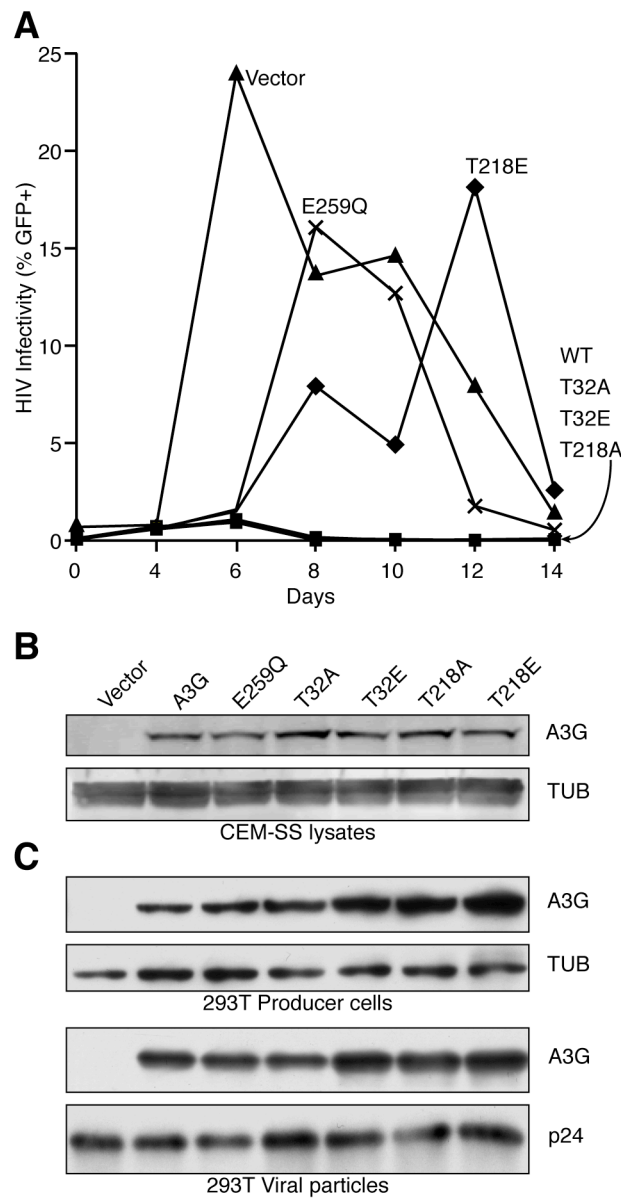 A
HIV Infectivity (% GFP+)
25
20
15
10
5
0
Vector
E259Q
T218E
WT
T32A
T32E
T218A
0 4 6 8 10 12 14
Days
B
Vector A3G E259Q T32A T32E T218A T218E
A3G
TUB
CEM-SS lysates
C
A3G
TUB
293T Producer cells
A3G
p24
293T Viral particles